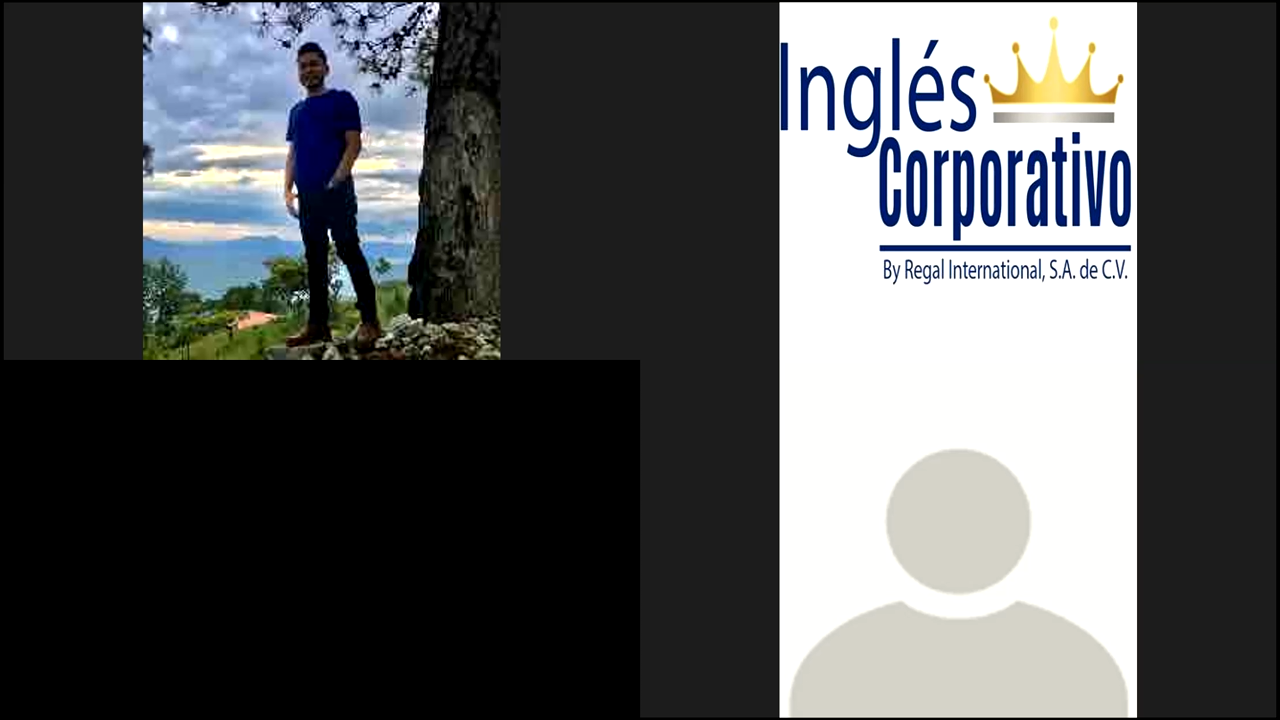 Inglés
Corporativo
By Regal International, S.A. de C.V.